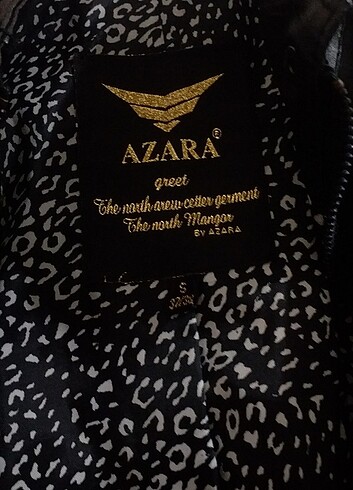 AZARA®
greet
The north arew cetter germent
The north Mangor
BY AZARA
S